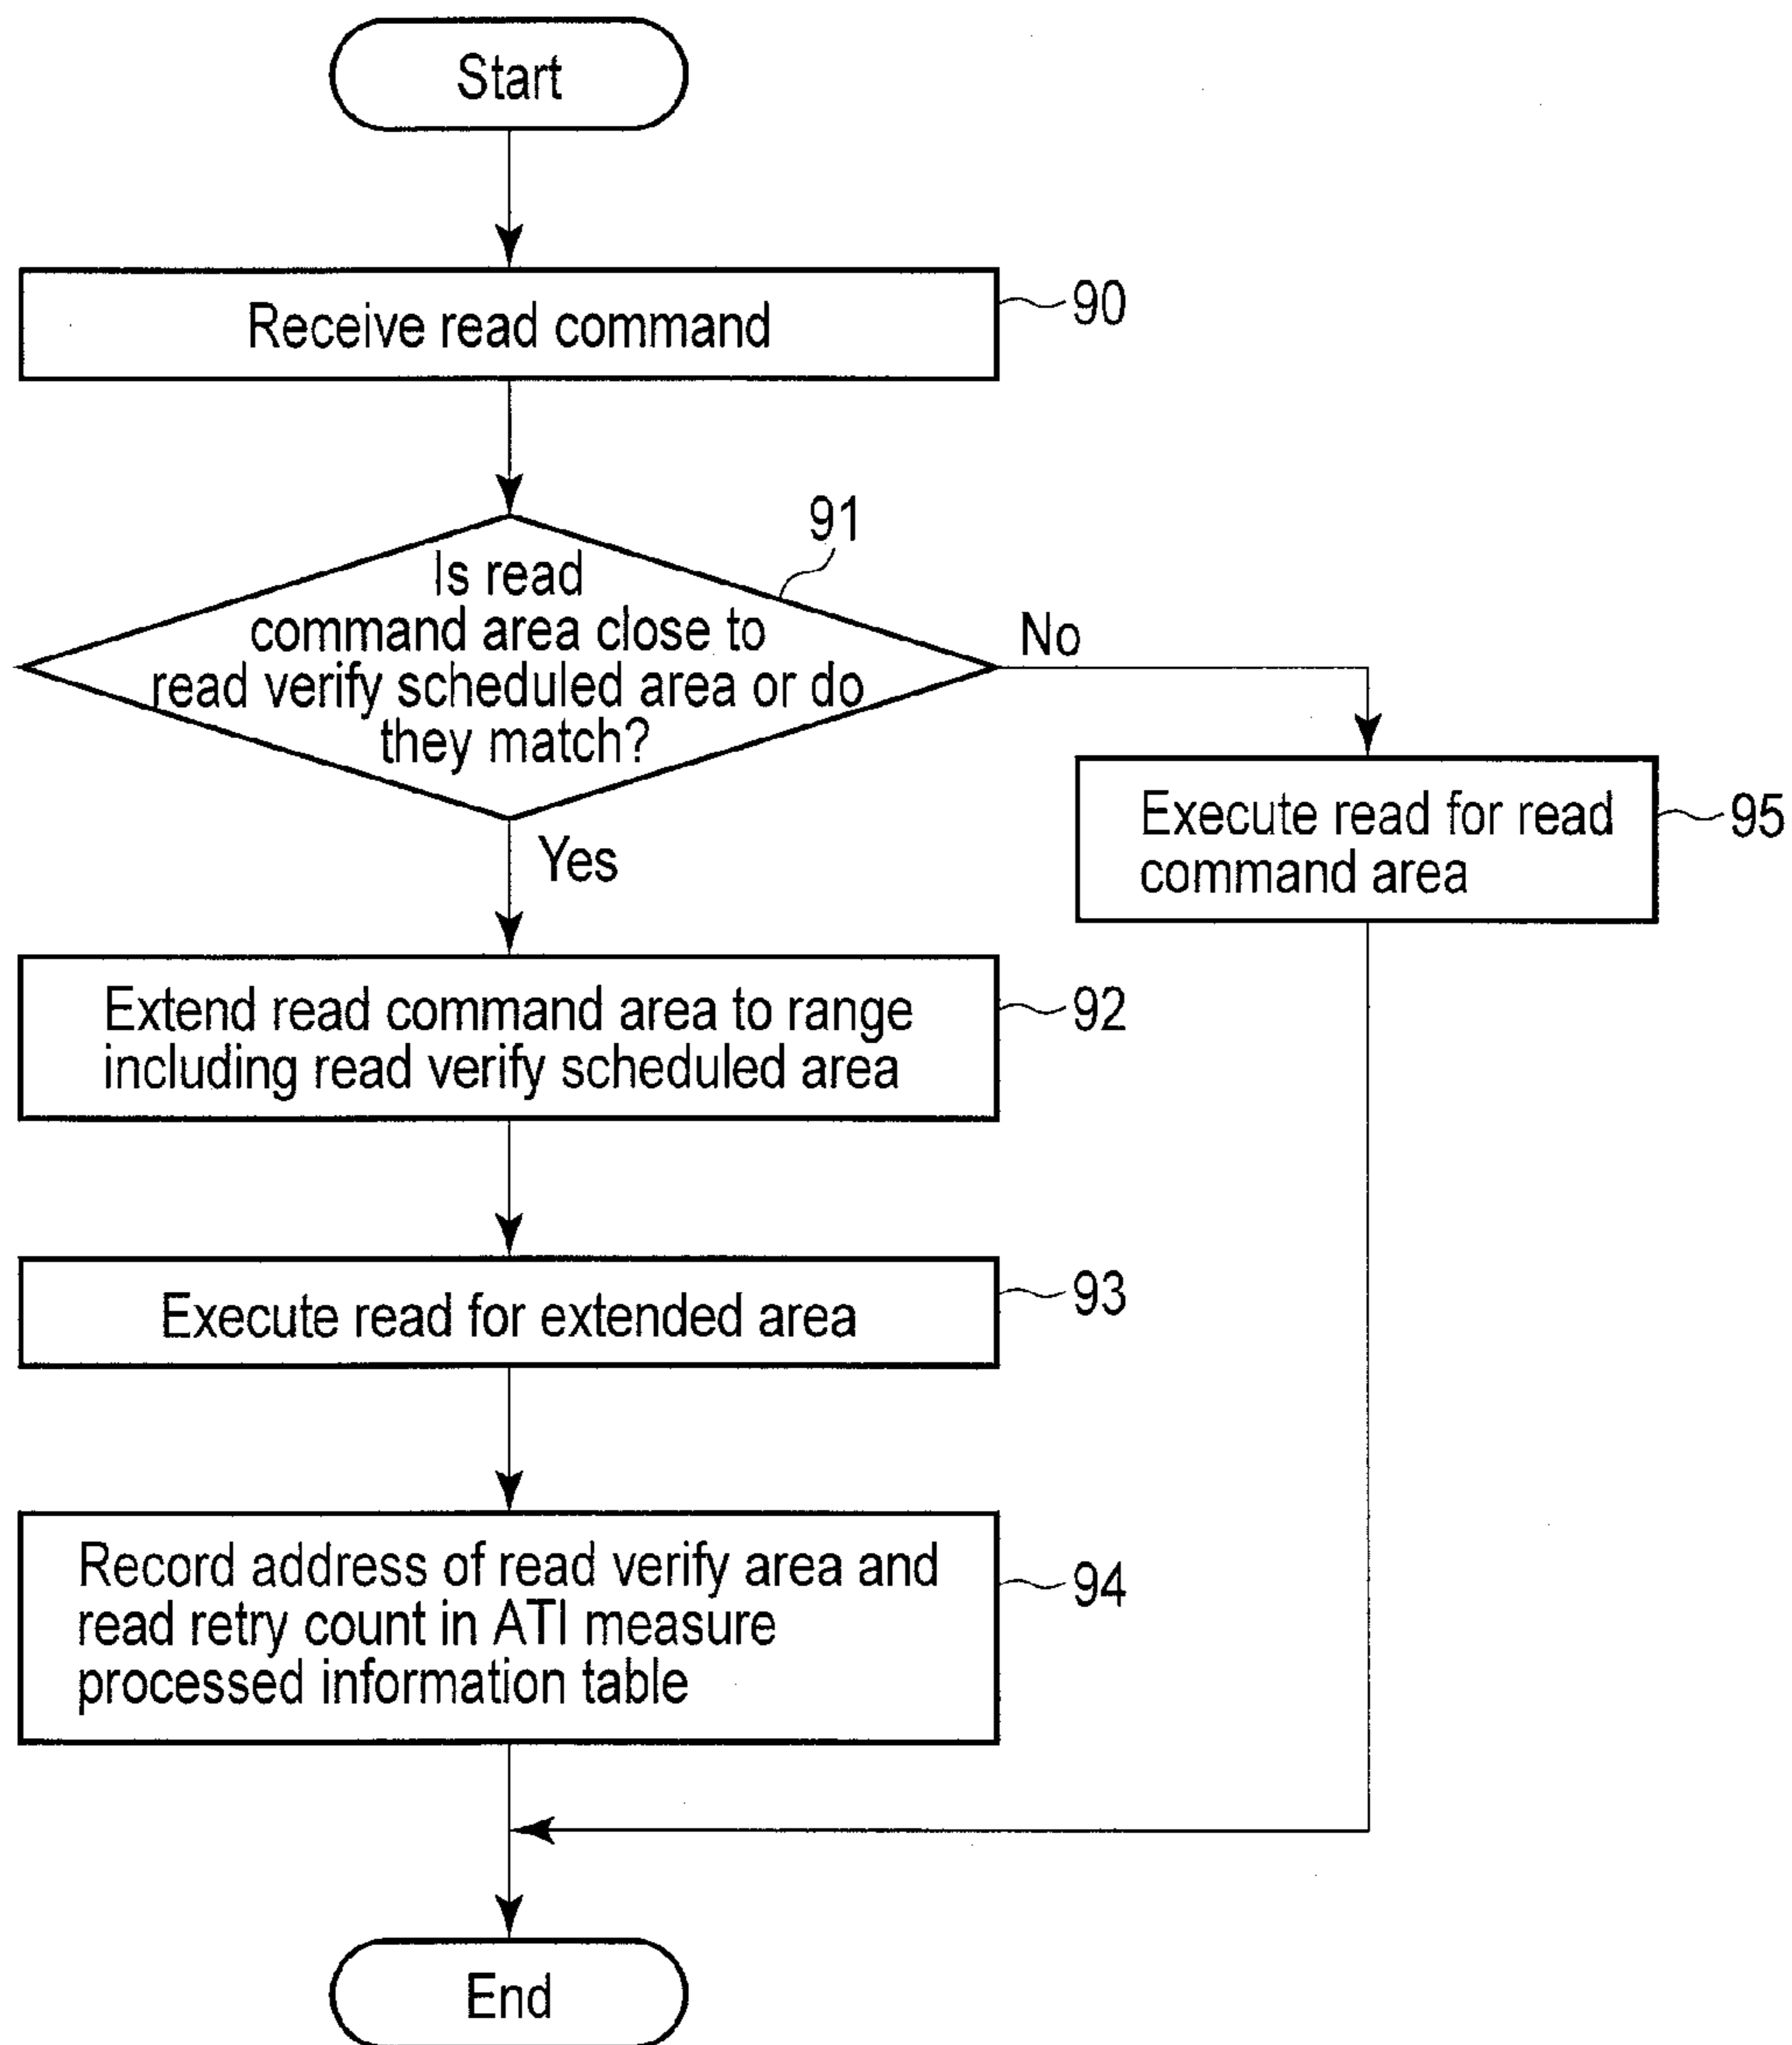 Start
Receive read command
90
91
Is read
command area close to
read verify scheduled area or do
they match?
No
Yes
Execute read for read
command area
95
Extend read command area to range
including read verify scheduled area
92
Execute read for extended area
93
Record address of read verify area and
read retry count in ATI measure
processed information table
94
End